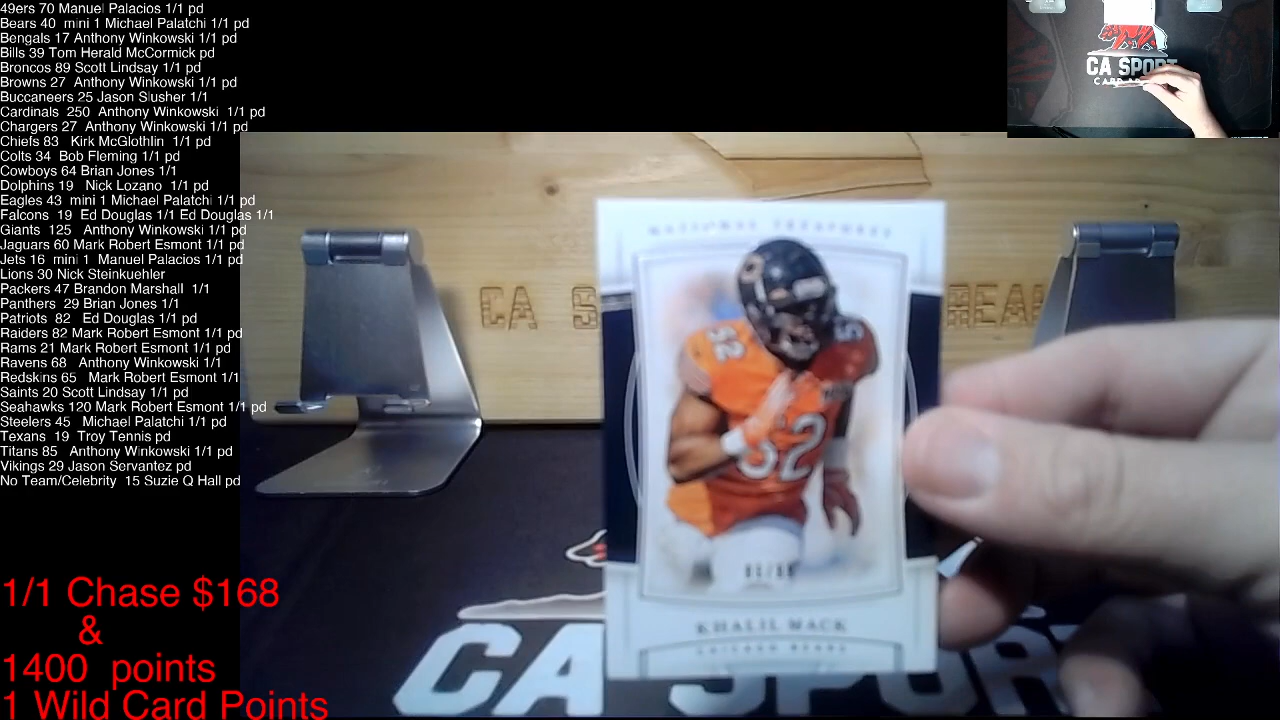 49ers 70 Manuel Palacios 1/1 pd
Bears 40 mini 1 Michael Palatchi 1/1 pd
Bengals 17 Anthony Winkowski 1/1 pd
Bills 39 Tom Herald McCormick pd
Broncos 89 Scott Lindsay 1/1 pd
Browns 27 Anthony Winkowski 1/1 pd
Buccaneers 25 Jason Slusher 1/1
Cardinals 250 Anthony Winkowski 1/1 pd
Chargers 27 Anthony Winkowski 1/1 pd
Chiefs 83 Kirk McGlothlin 1/1 pd
Colts 34 Bob Fleming 1/1 pd
Cowboys 64 Brian Jones 1/1
Dolphins 19 Nick Lozano 1/1 pd
Eagles 43 mini 1 Michael Palatchi 1/1 pd
Falcons 19 Ed Douglas 1/1 Ed Douglas 1/1
Giants 125 Anthony Winkowski 1/1 pd
Jaguars 60 Mark Robert Esmont 1/1 pd
Jets 16 mini 1 Manuel Palacios 1/1 pd
Lions 30 Nick Steinkuehler
Packers 47 Brandon Marshall 1/1
Panthers 29 Brian Jones 1/1
Patriots 82 Ed Douglas 1/1 pd
Raiders 82 Mark Robert Esmont 1/1 pd
Rams 21 Mark Robert Esmont 1/1 pd
Ravens 68 Anthony Winkowski 1/1
Redskins 65 Mark Robert Esmont 1/1
Saints 20 Scott Lindsay 1/1 pd
Seahawks 120 Mark Robert Esmont 1/1 pd
Steelers 45 Michael Palatchi 1/1 pd
Texans 19 Troy Tennis pd
Titans 85 Anthony Winkowski 1/1 pd
Vikings 29 Jason Servantez pd
No Team/Celebrity 15 Suzie Q Hall pd
1/1 Chase $168
&
1400 points
1 Wild Card Points
CA SPORT
CA S
REAK
NATIONAL TREASURES
52
52
KHALIL MACK
CHICAGO BEARS
CA SPORT